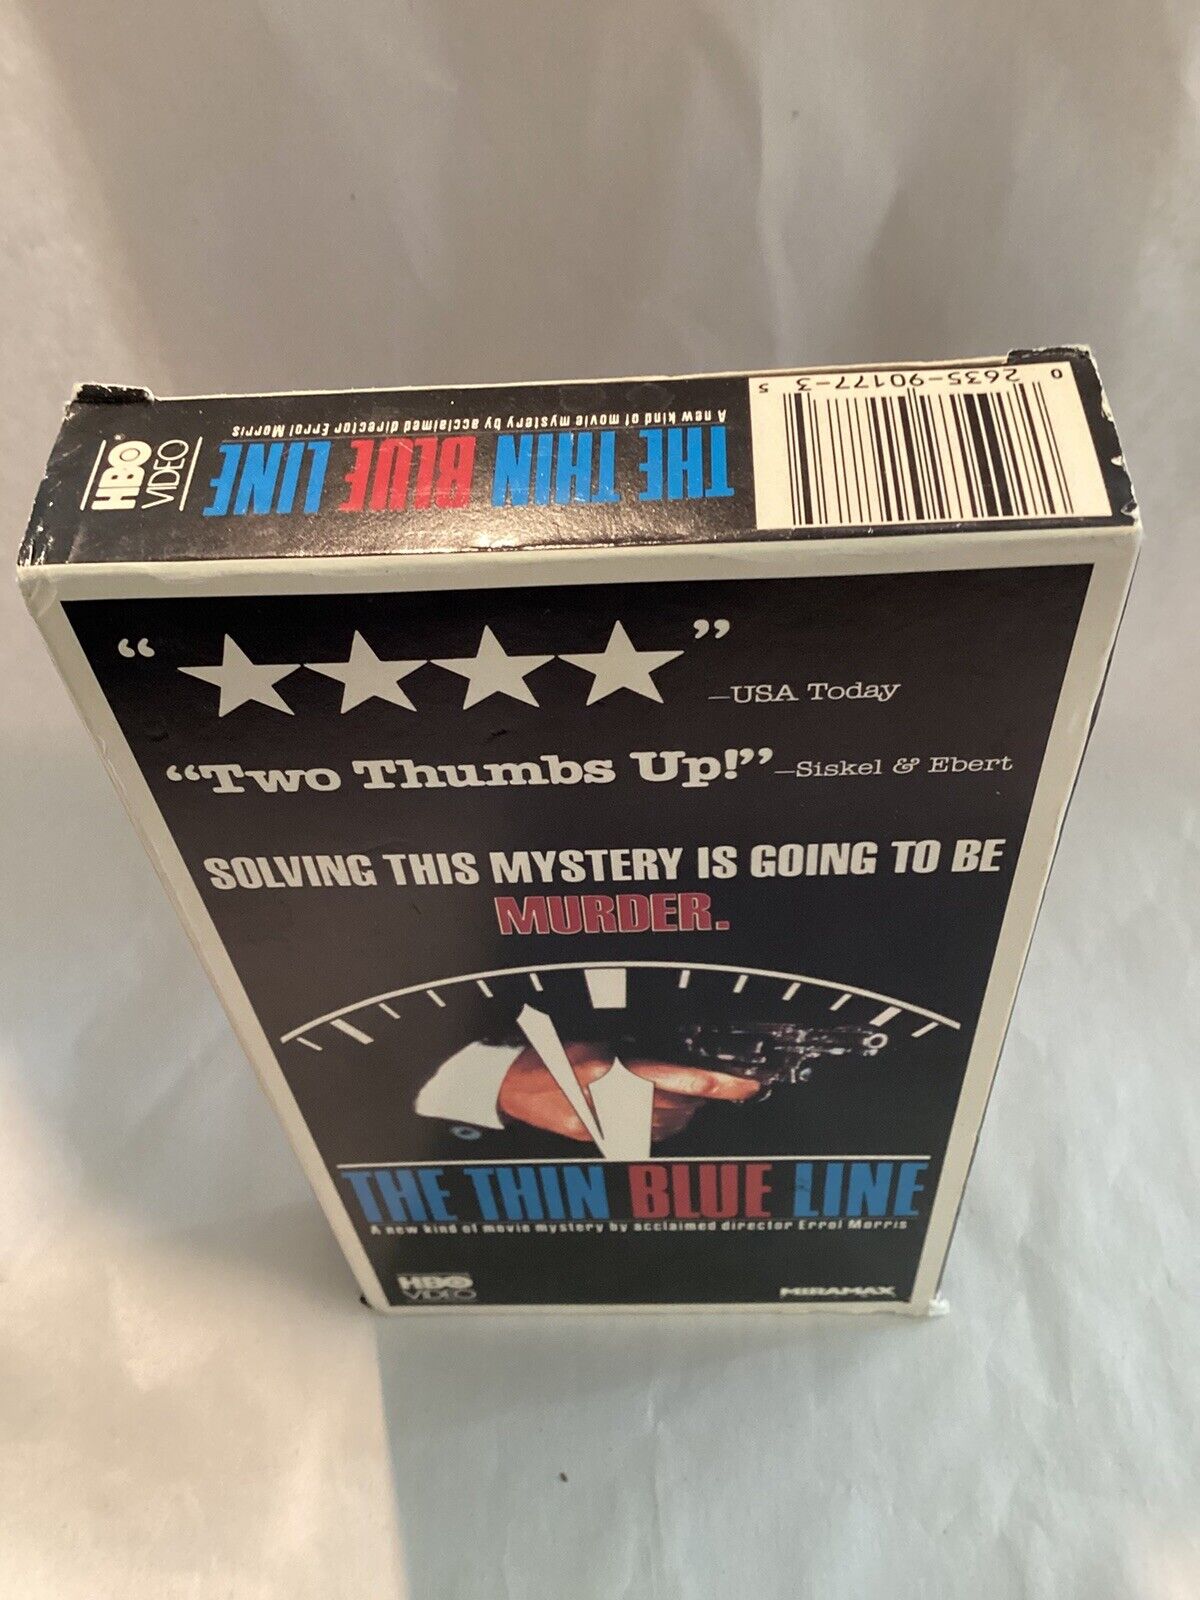 0 2635-90177-3 5
THE THIN BLUE LINE
A new kind of movie mystery by acclaimed director Errol Morris
HBO®
VIDEO
“★★★★” —USA Today
“Two Thumbs Up!” —Siskel & Ebert
SOLVING THIS MYSTERY IS GOING TO BE
MURDER.
THE THIN BLUE LINE
A new kind of movie mystery by acclaimed director Errol Morris
HBO
VIDEO
MIRAMAX